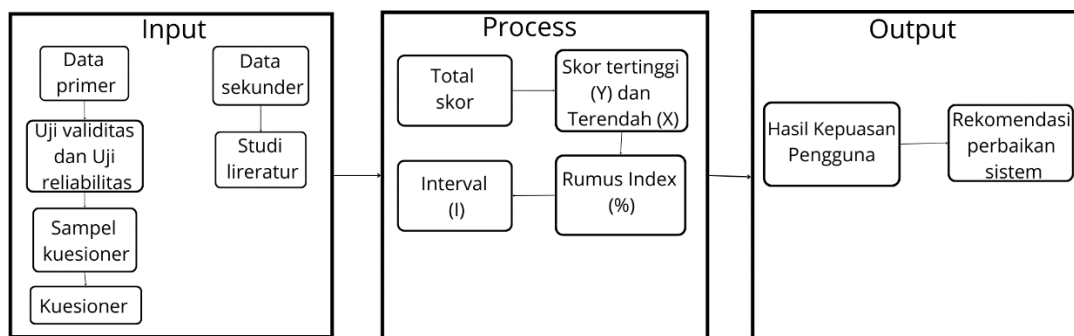 Input
Data
primer
Uji validitas
dan Uji
reliabilitas
Sampel
kuesioner
Kuesioner
Data
sekunder
Studi
lireratur
Process
Total
skor
Skor tertinggi
(Y) dan
Terendah (X)
Rumus Index
(%)
Interval
(I)
Output
Hasil Kepuasan
Pengguna
Rekomendasi
perbaikan
sistem